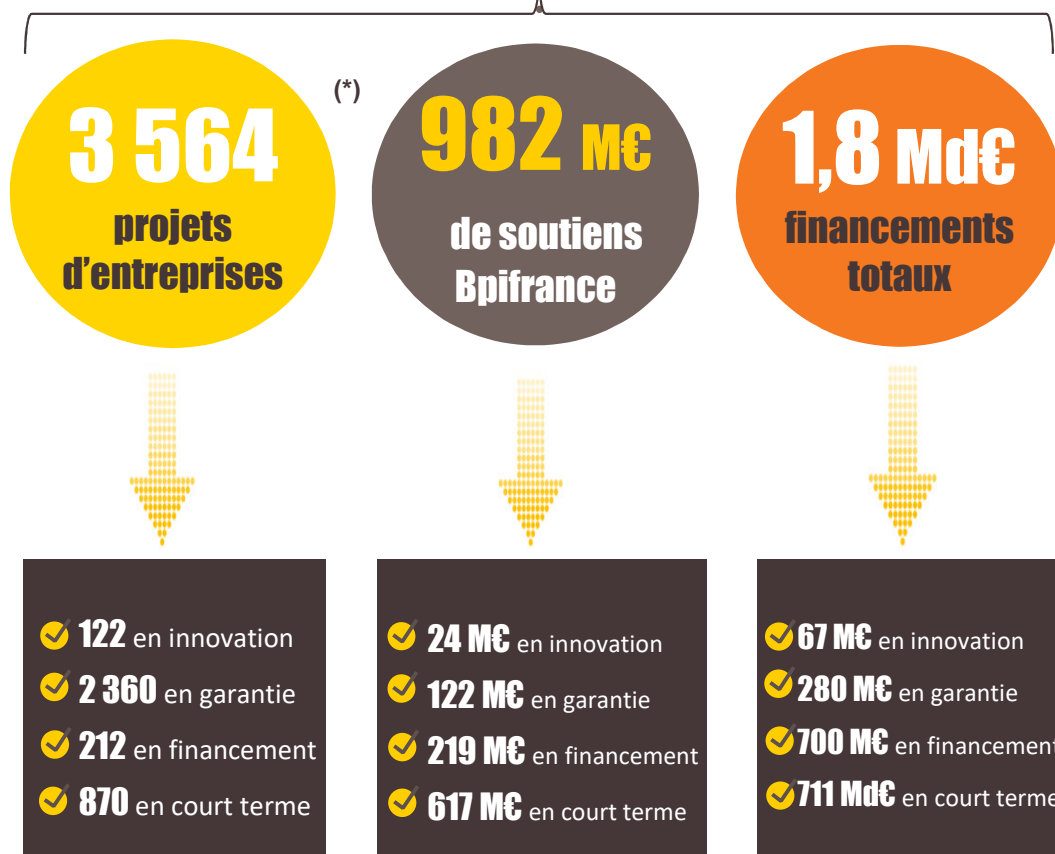 3 564
projets
d'entreprises
(*)
982 M€
de soutiens
Bpifrance
1,8 Md€
financements
totaux
122 en innovation
2 360 en garantie
212 en financement
870 en court terme
24 M€ en innovation
122 M€ en garantie
219 M€ en financement
617 M€ en court terme
67 M€ en innovation
280 M€ en garantie
700 M€ en financement
711 Md€ en court terme